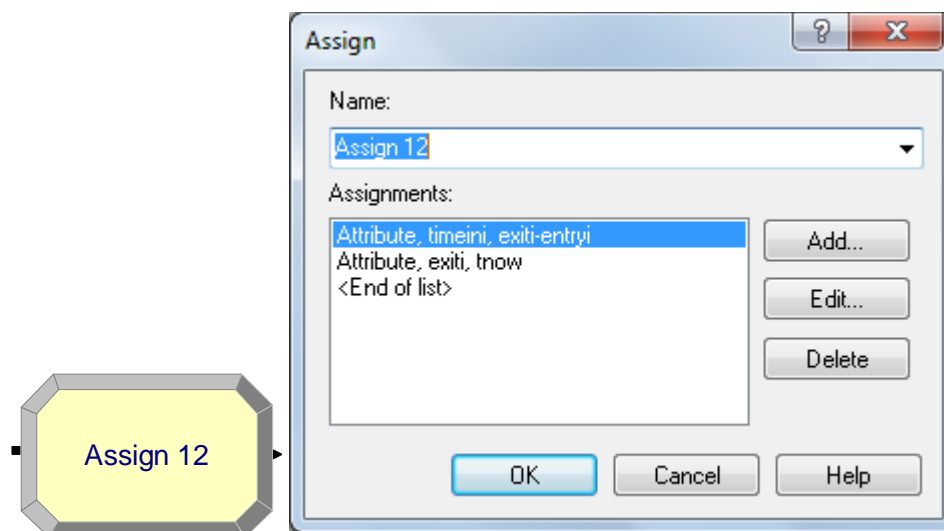 Assign
Name:
Assign 12
Assignments:
Attribute, timeini, exiti-entryi
Attribute, exiti, tnow
<End of list>
Add...
Edit...
Delete
OK
Cancel
Help
Assign 12